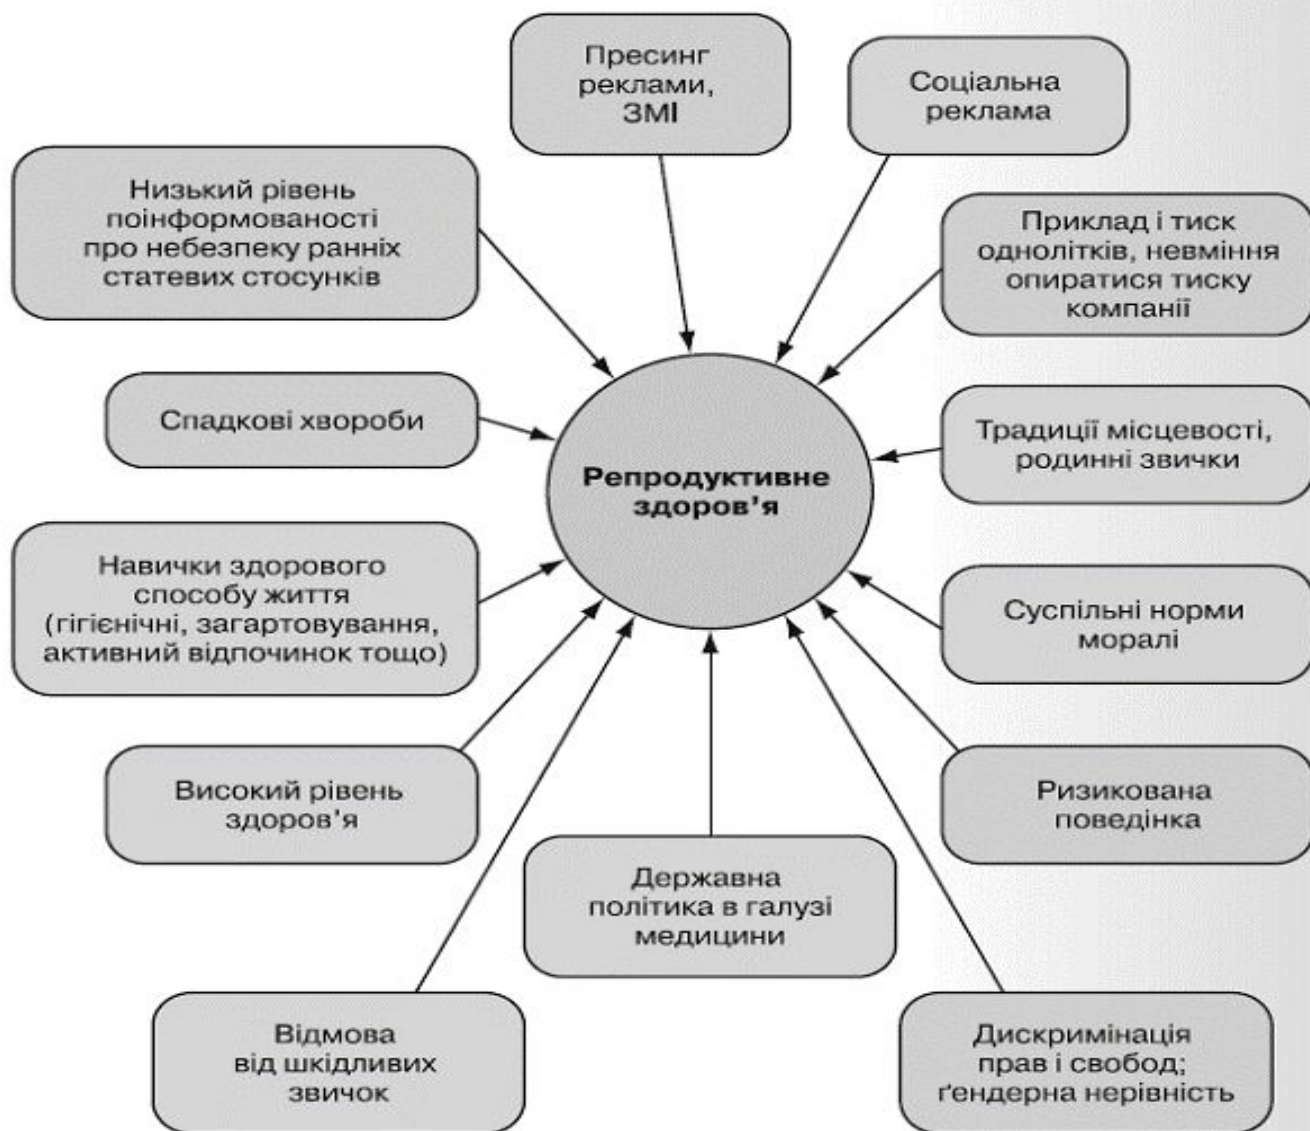 Пресинг
реклами,
ЗМІ
Соціальна
реклама
Низький рівень
поінформованості
про небезпеку ранніх
статевих стосунків
Приклад і тиск
однолітків, невміння
опиратися тиску
компанії
Спадкові хвороби
Традиції місцевості,
родинні звички
Репродуктивне
здоров’я
Навички здорового
способу життя
(гігієнічні, загартовування,
активний відпочинок тощо)
Суспільні норми
моралі
Високий рівень
здоров’я
Ризикована
поведінка
Державна
політика в галузі
медицини
Відмова
від шкідливих
звичок
Дискримінація
прав і свобод;
ґендерна нерівність